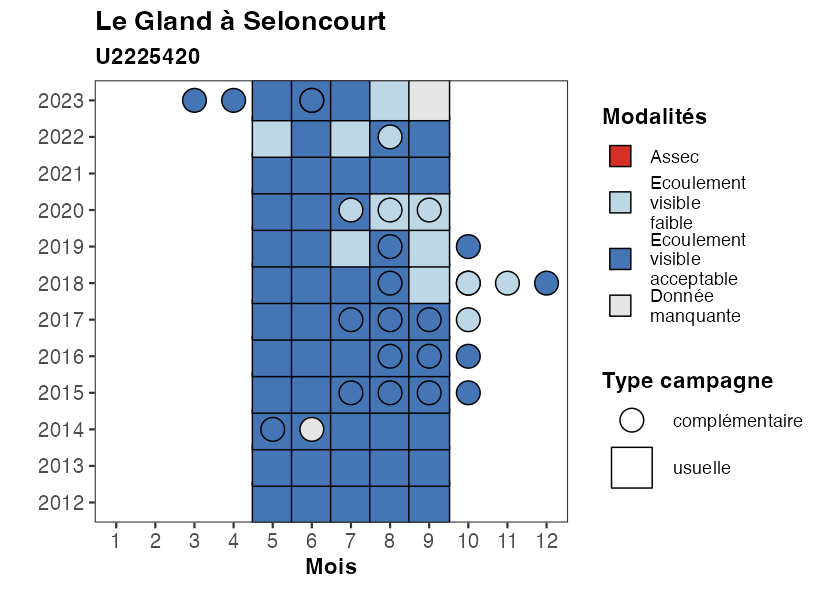 Le Gland à Seloncourt
U2225420
2023
2022
2021
2020
2019
2018
2017
2016
2015
2014
2013
2012
1 2 3 4 5 6 7 8 9 10 11 12
Mois
Modalités
Assec
Ecoulement
visible
faible
Ecoulement
visible
acceptable
Donnée
manquante
Type campagne
complémentaire
usuelle